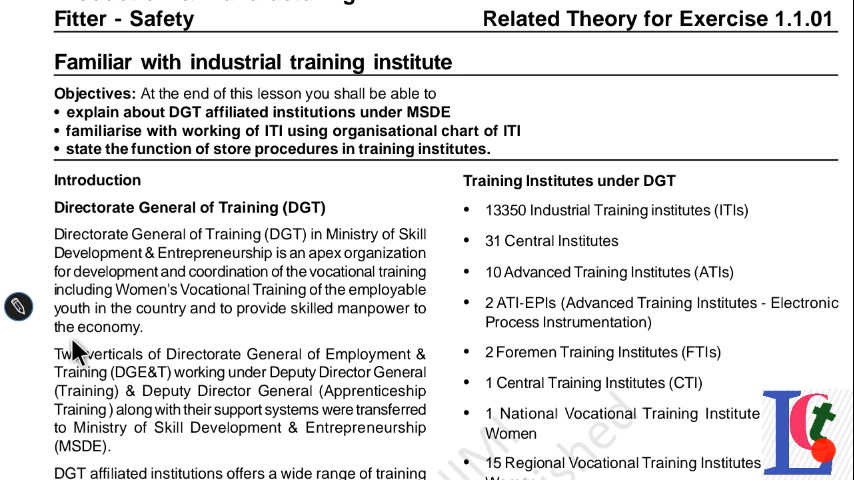 Fitter - Safety
Related Theory for Exercise 1.1.01
Familiar with industrial training institute
Objectives: At the end of this lesson you shall be able to
• explain about DGT affiliated institutions under MSDE
• familiarise with working of ITI using organisational chart of ITI
• state the function of store procedures in training institutes.
Introduction
Directorate General of Training (DGT)
Directorate General of Training (DGT) in Ministry of Skill
Development & Entrepreneurship is an apex organization
for development and coordination of the vocational training
including Women's Vocational Training of the employable
youth in the country and to provide skilled manpower to
the economy.
verticals of Directorate General of Employment &
Training (DGE&T) working under Deputy Director General
(Training) & Deputy Director General (Apprenticeship
Training ) along with their support systems were transferred
to Ministry of Skill Development & Entrepreneurship
(MSDE).
DGT affiliated institutions offers a wide range of training
Training Institutes under DGT
• 13350 Industrial Training institutes (ITIs)
• 31 Central Institutes
• 10 Advanced Training Institutes (ATIs)
• 2 ATI-EPIs (Advanced Training Institutes - Electronic
Process Instrumentation)
• 2 Foremen Training Institutes (FTIs)
• 1 Central Training Institutes (CTI)
• 1 National Vocational Training Institute
Women
• 15 Regional Vocational Training Institutes
LCt